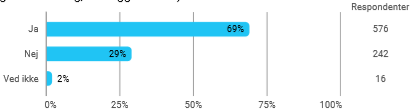 Respondenter
Ja 69% 576
Nej 29% 242
Ved ikke 2% 16
0% 25% 50% 75% 100%